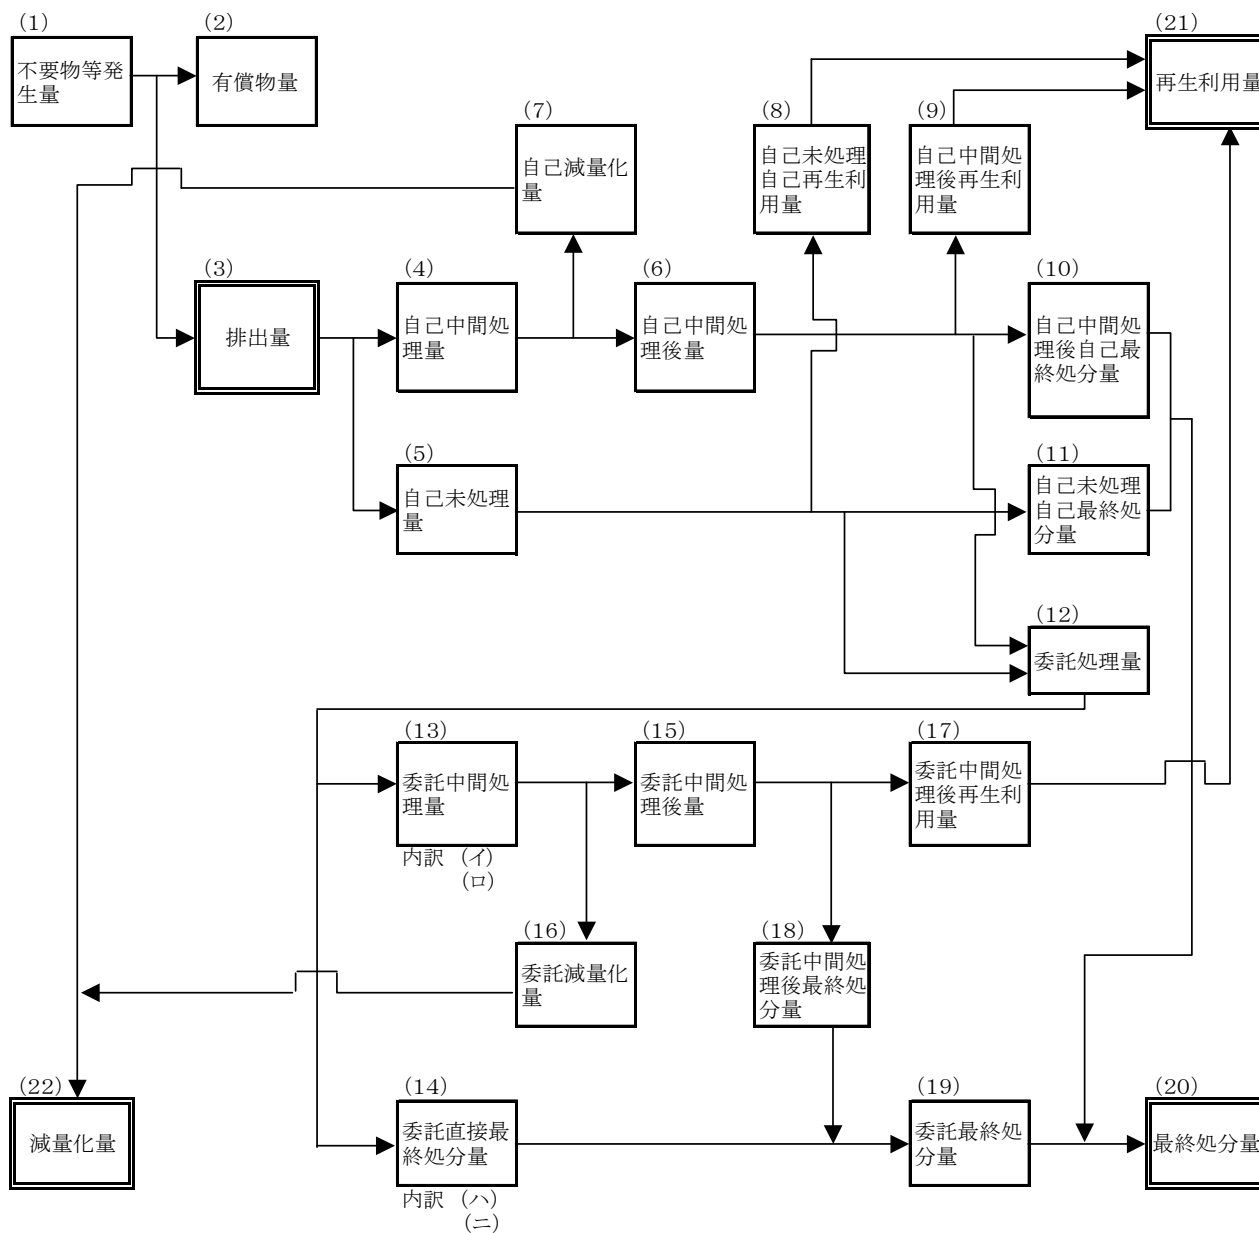 (1)
不要物等発
生量
(2)
有償物量
(21)
再生利用量
(7)
自己減量化
量
(8)
自己未処理
自己再生利
用量
(9)
自己中間処
理後再生利
用量
(3)
排出量
(4)
自己中間処
理量
(6)
自己中間処
理後量
(10)
自己中間処
理後自己最
終処分量
(5)
自己未処理
量
(11)
自己未処理
自己最終処
分量
(12)
委託処理量
(13)
委託中間処
理量
内訳 (イ)
(ロ)
(15)
委託中間処
理後量
(17)
委託中間処
理後再生利
用量
(16)
委託減量化
量
(18)
委託中間処
理後最終処
分量
(22)
減量化量
(14)
委託直接最
終処分量
内訳 (ハ)
(ニ)
(19)
委託最終処
分量
(20)
最終処分量